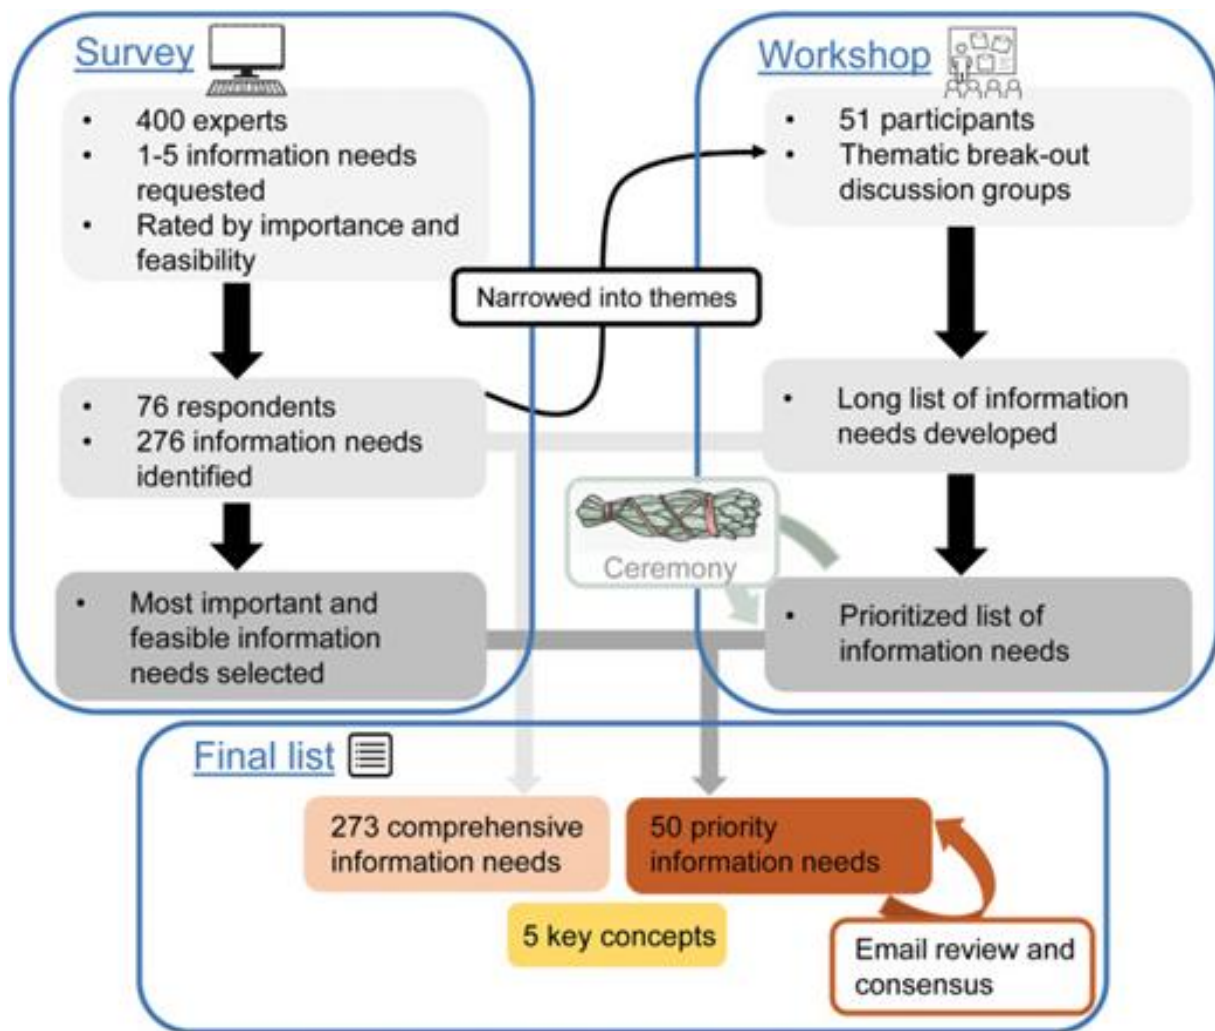 Survey
• 400 experts
• 1-5 information needs
requested
• Rated by importance and
feasibility
• 76 respondents
• 276 information needs
identified
• Most important and
feasible information
needs selected
Narrowed into themes
Workshop
• 51 participants
• Thematic break-out
discussion groups
• Long list of information
needs developed
Ceremony
• Prioritized list of
information needs
Final list
273 comprehensive
information needs
50 priority
information needs
5 key concepts
Email review and
consensus